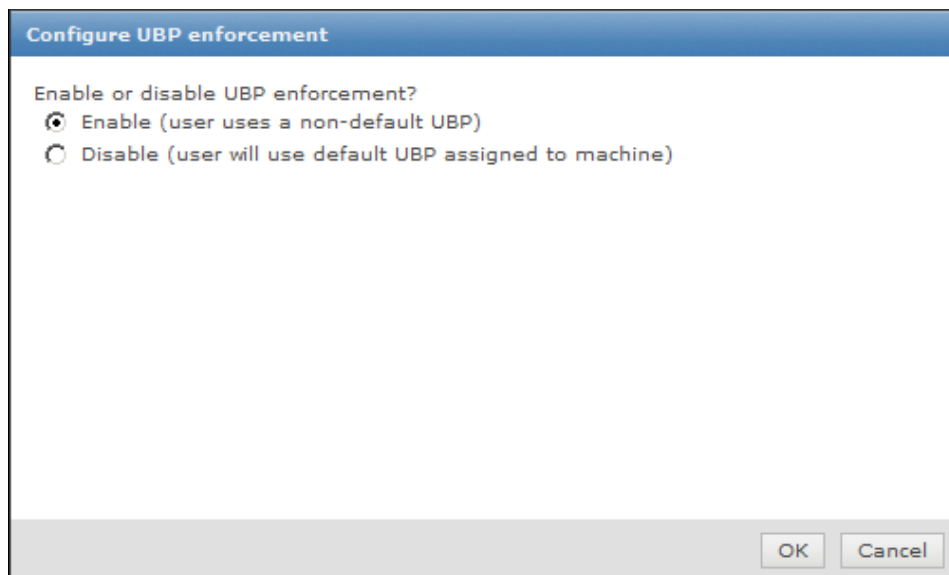 Configure UBP enforcement
Enable or disable UBP enforcement?
Enable (user uses a non-default UBP)
Disable (user will use default UBP assigned to machine)
OK
Cancel